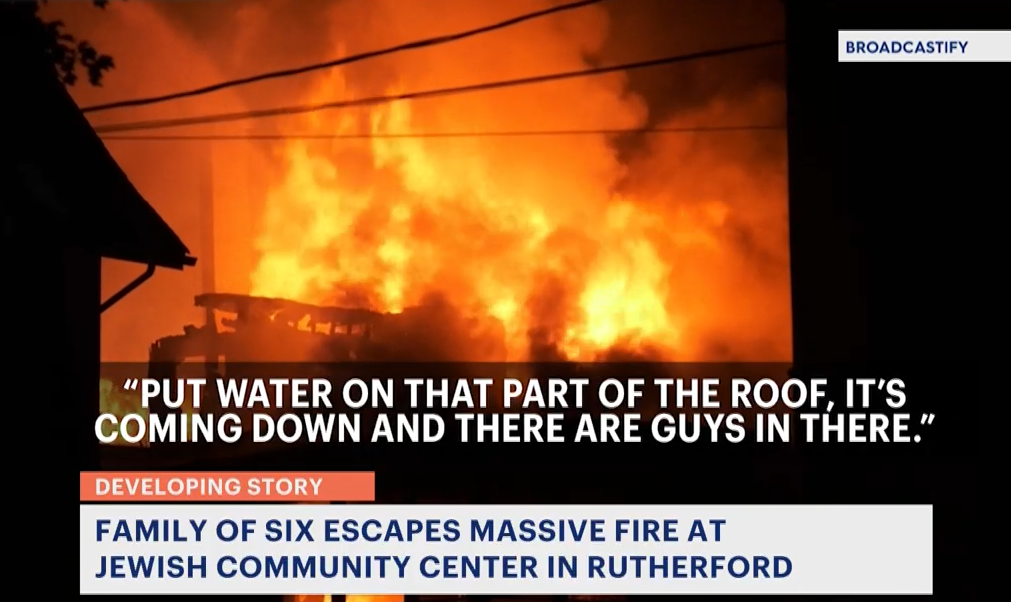 BROADCASTIFY
“PUT WATER ON THAT PART OF THE ROOF, IT’S
COMING DOWN AND THERE ARE GUYS IN THERE.”
DEVELOPING STORY
FAMILY OF SIX ESCAPES MASSIVE FIRE AT
JEWISH COMMUNITY CENTER IN RUTHERFORD